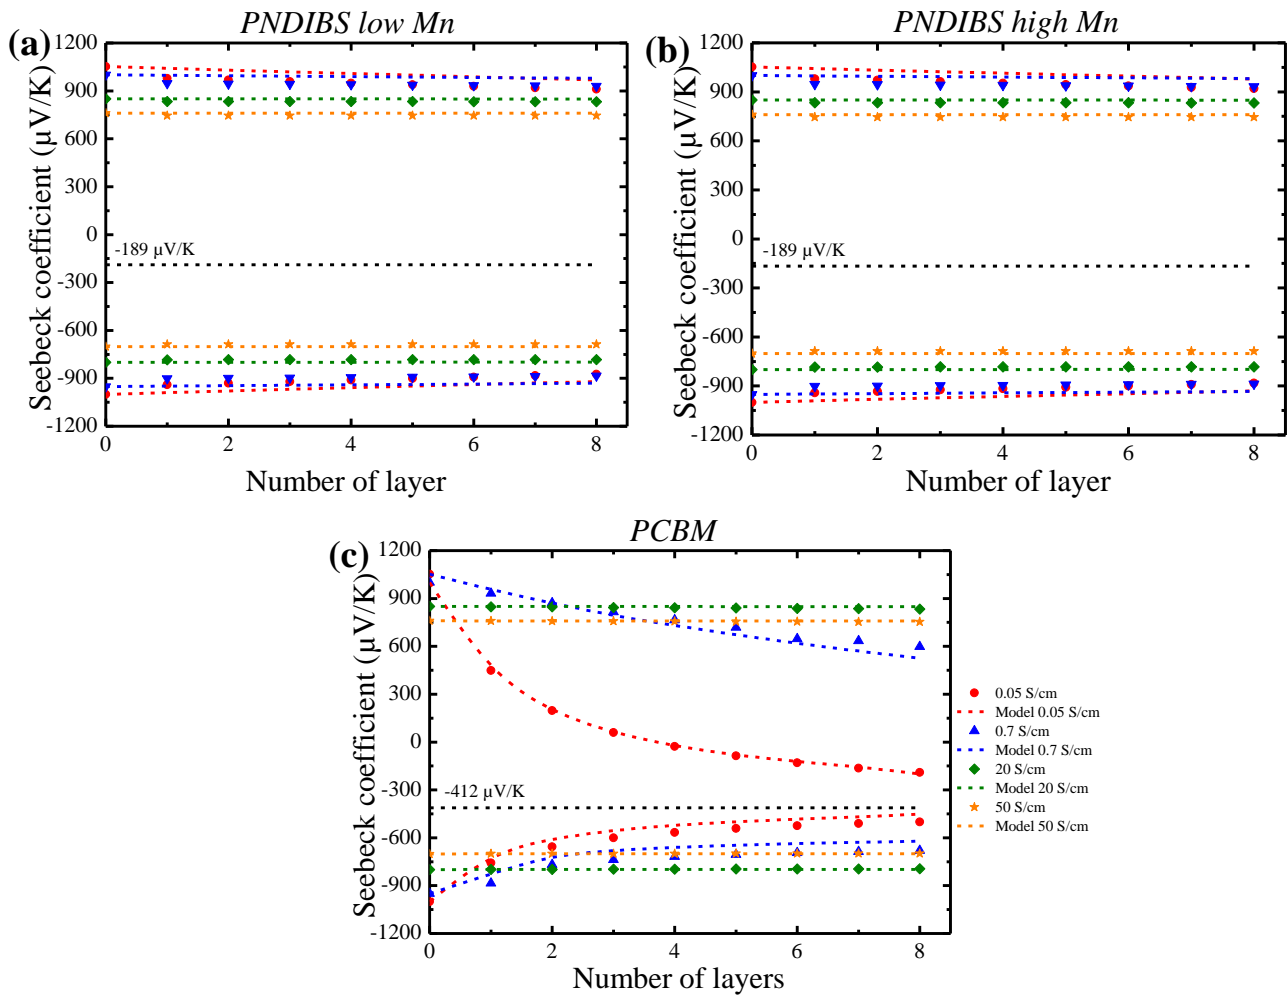 (a)
PNDIBS low Mn
Seebeck coefficient (µV/K)
1200
900
600
300
0
-300
-600
-900
-1200
-189 µV/K
0 2 4 6 8
Number of layer
(b)
PNDIBS high Mn
Seebeck coefficient (µV/K)
1200
900
600
300
0
-300
-600
-900
-1200
-189 µV/K
0 2 4 6 8
Number of layer
(c)
PCBM
Seebeck coefficient (µV/K)
1200
900
600
300
0
-300
-600
-900
-1200
-412 µV/K
0 2 4 6 8
Number of layers
0.05 S/cm
Model 0.05 S/cm
0.7 S/cm
Model 0.7 S/cm
20 S/cm
Model 20 S/cm
50 S/cm
Model 50 S/cm